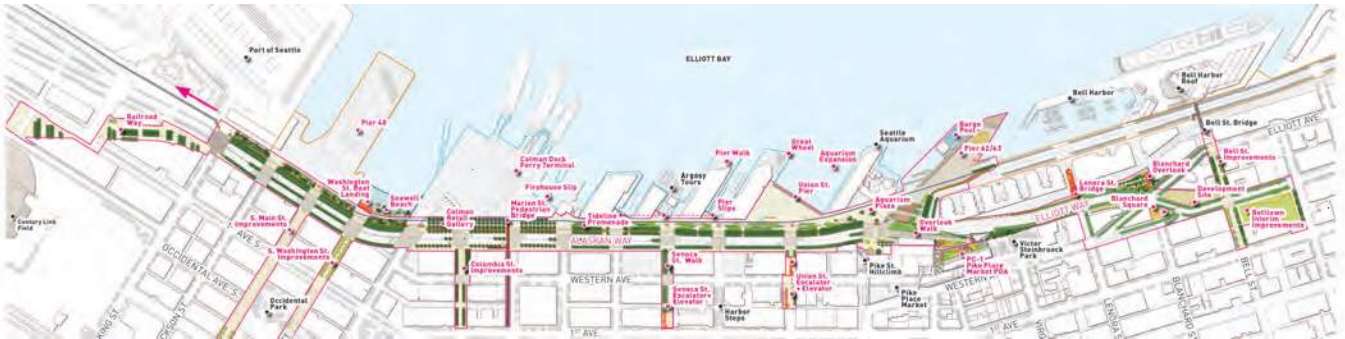 Port of Seattle
ELLIOTT BAY
Railroad
Way
Pier 48
Century Link
Field
S. Main St.
Improvements
S. Washington St.
Improvements
AVE. S
OCCIDENTAL AVE. S
Occidental
Park
KING ST.
JACKSON ST.
Washington
St. Boat
Landing
Seawall
Beach
Colman
Retail
Gallery
Columbia St.
Improvements
Colman Dock
Ferry Terminal
Firehouse Slip
Marion St.
Pedestrian
Bridge
Tideline
Promenade
ALASKAN WAY
WESTERN AVE.
1ST AVE.
Argosy
Tours
Seneca
St. Walk
Seneca St.
Escalator+
Elevator
Harbor
Steps
Pier Walk
Pier
Slips
Great
Wheel
Union St.
Pier
Union St.
Escalator
+ Elevator
Aquarium
Expansion
Seattle
Aquarium
Aquarium
Plaza
Pike St.
Hillclimb
Pike
Place
Market
Overlook
Walk
Barge
Pool
Pier 62/63
PC-1
Pike Place
Market PDA
WESTERN
Victor
Steinbrueck
Park
1ST AVE.
ELLIOTT WAY
Lenora St.
Bridge
Blanchard
Overlook
Blanchard
Square
Bell Harbor
Bell Harbor
Roof
Bell St. Bridge
ELLIOTT AVE.
Bell St.
Improvements
Development
Site
Belltown
Interim
Improvements
LENORA ST.
BLANCHARD ST.
BELL ST.